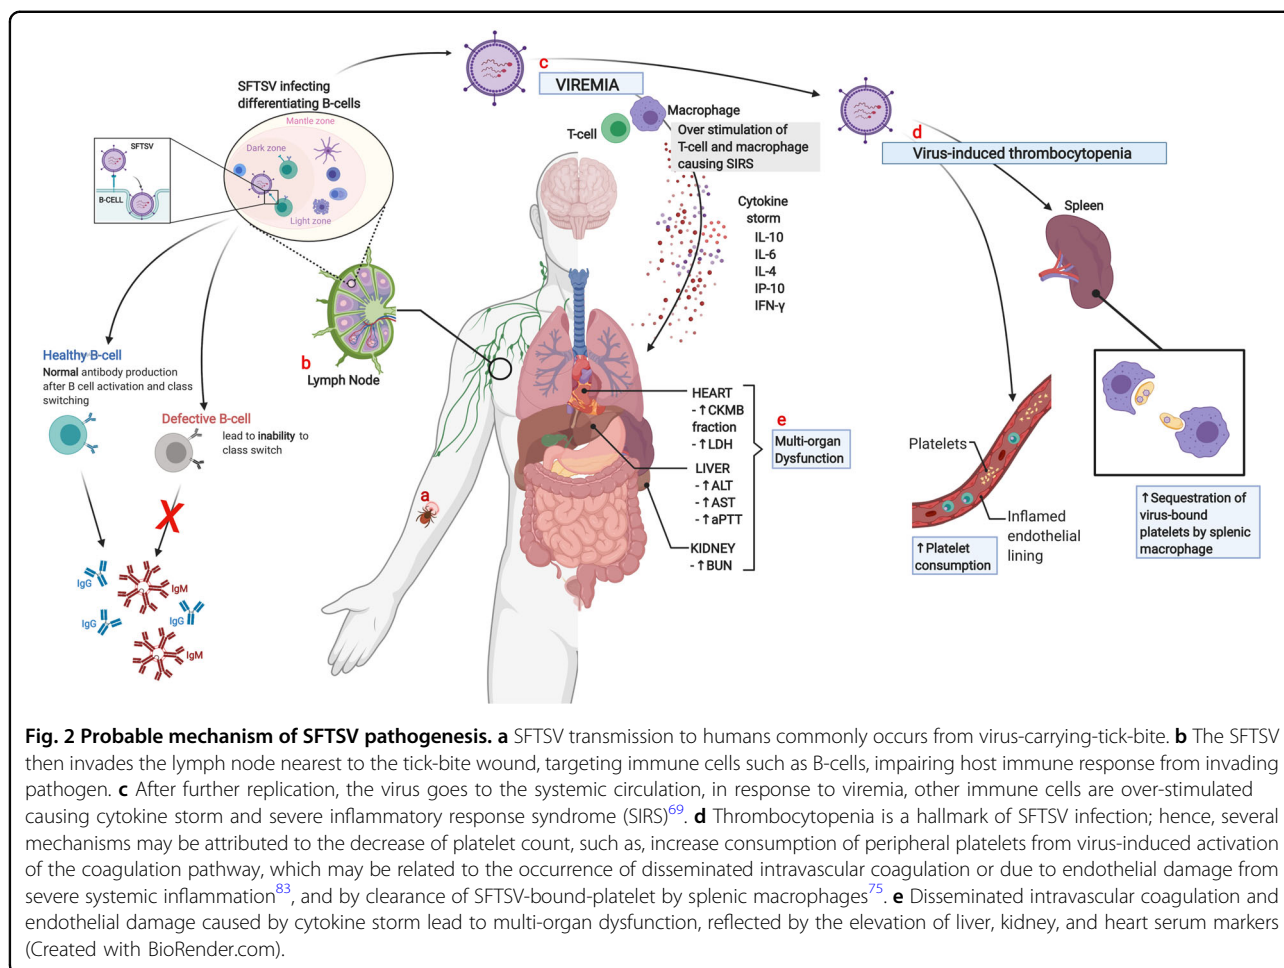 SFTSV infecting
differentiating B-cells
Mantle zone
Dark zone
Light zone
SFTSV
B-CELL
c
VIREMIA
Macrophage
T-cell
Over stimulation of
T-cell and macrophage
causing SIRS
Cytokine
storm
IL-10
IL-6
IL-4
IP-10
IFN-γ
d
Virus-induced thrombocytopenia
Spleen
Healthy B-cell
Normal antibody production
after B cell activation and class
switching
Defective B-cell
lead to inability to
class switch
X
IgG
IgM
IgG
IgG
IgM
b
Lymph Node
a
HEART
- ↑CKMB
fraction
- ↑LDH
LIVER
- ↑ALT
- ↑AST
- ↑aPTT
KIDNEY
- ↑BUN
e
Multi-organ
Dysfunction
Platelets
Inflamed
endothelial
lining
↑Platelet
consumption
↑Sequestration of
virus-bound
platelets by splenic
macrophage
Fig. 2 Probable mechanism of SFTSV pathogenesis. a SFTSV transmission to humans commonly occurs from virus-carrying-tick-bite. b The SFTSV
then invades the lymph node nearest to the tick-bite wound, targeting immune cells such as B-cells, impairing host immune response from invading
pathogen. c After further replication, the virus goes to the systemic circulation, in response to viremia, other immune cells are over-stimulated
causing cytokine storm and severe inflammatory response syndrome (SIRS)69. d Thrombocytopenia is a hallmark of SFTSV infection; hence, several
mechanisms may be attributed to the decrease of platelet count, such as, increase consumption of peripheral platelets from virus-induced activation
of the coagulation pathway, which may be related to the occurrence of disseminated intravascular coagulation or due to endothelial damage from
severe systemic inflammation83, and by clearance of SFTSV-bound-platelet by splenic macrophages75. e Disseminated intravascular coagulation and
endothelial damage caused by cytokine storm lead to multi-organ dysfunction, reflected by the elevation of liver, kidney, and heart serum markers
(Created with BioRender.com).